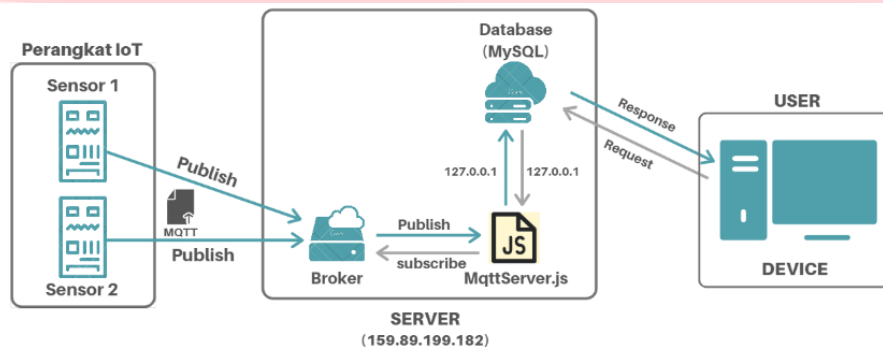 Perangkat IoT
Sensor 1
Sensor 2
Publish
MQTT
Publish
Database
(MySQL)
127.0.0.1
127.0.0.1
Publish
subscribe
Broker
JS
MqttServer.js
SERVER
(159.89.199.182)
Response
Request
USER
DEVICE